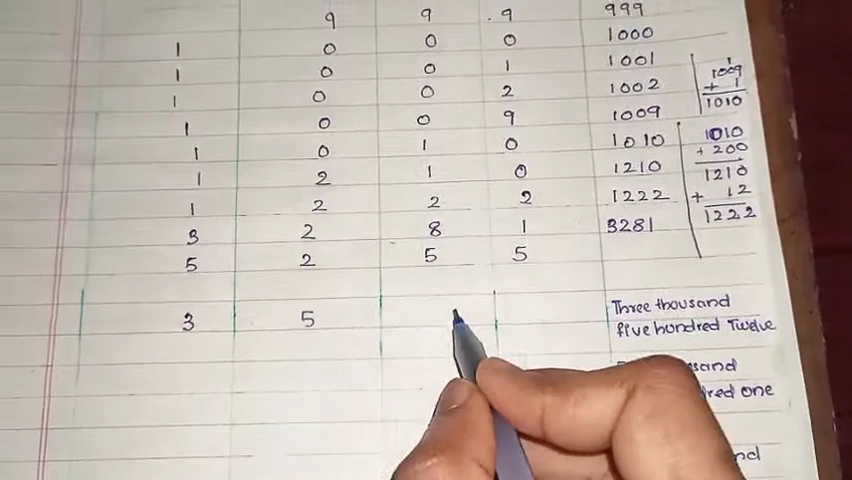 9 9 9 999
1 0 0 0 1000
1 0 0 1 1001
1 0 0 2 1002
1 0 0 9 1009
1 0 1 0 1010
1 2 1 0 1210
1 2 2 2 1222
3 2 8 1 3281
5 2 5 5
1
1009
+ 1
1010
1010
+ 200
1210
+ 12
1222
3 5 Three thousand
five hundred Twelve
one